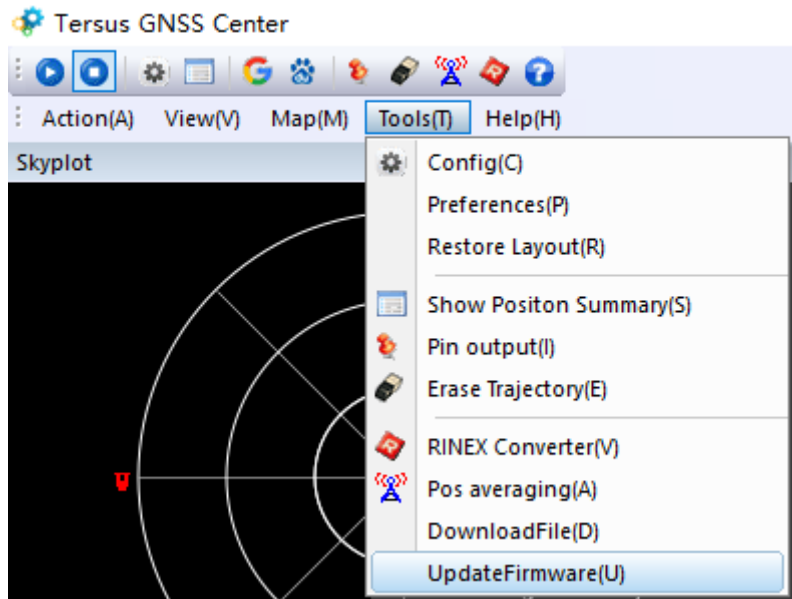 Tersus GNSS Center
Action(A) View(V) Map(M) Tools(T) Help(H)
Skyplot
Config(C)
Preferences(P)
Restore Layout(R)
Show Positon Summary(S)
Pin output(I)
Erase Trajectory(E)
RINEX Converter(V)
Pos averaging(A)
DownloadFile(D)
UpdateFirmware(U)